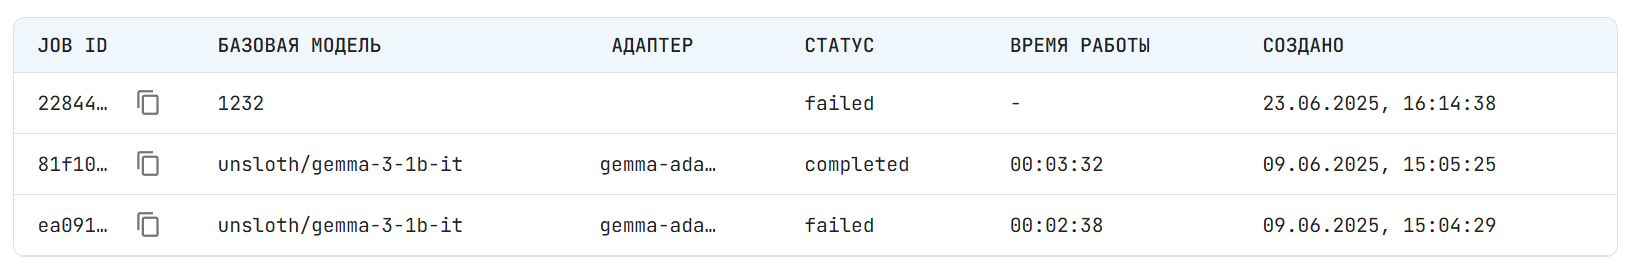 JOB ID БАЗОВАЯ МОДЕЛЬ АДАПТЕР СТАТУС ВРЕМЯ РАБОТЫ СОЗДАНО
22844… 1232 failed - 23.06.2025, 16:14:38
81f10… unsloth/gemma-3-1b-it gemma-ada… completed 00:03:32 09.06.2025, 15:05:25
ea091… unsloth/gemma-3-1b-it gemma-ada… failed 00:02:38 09.06.2025, 15:04:29